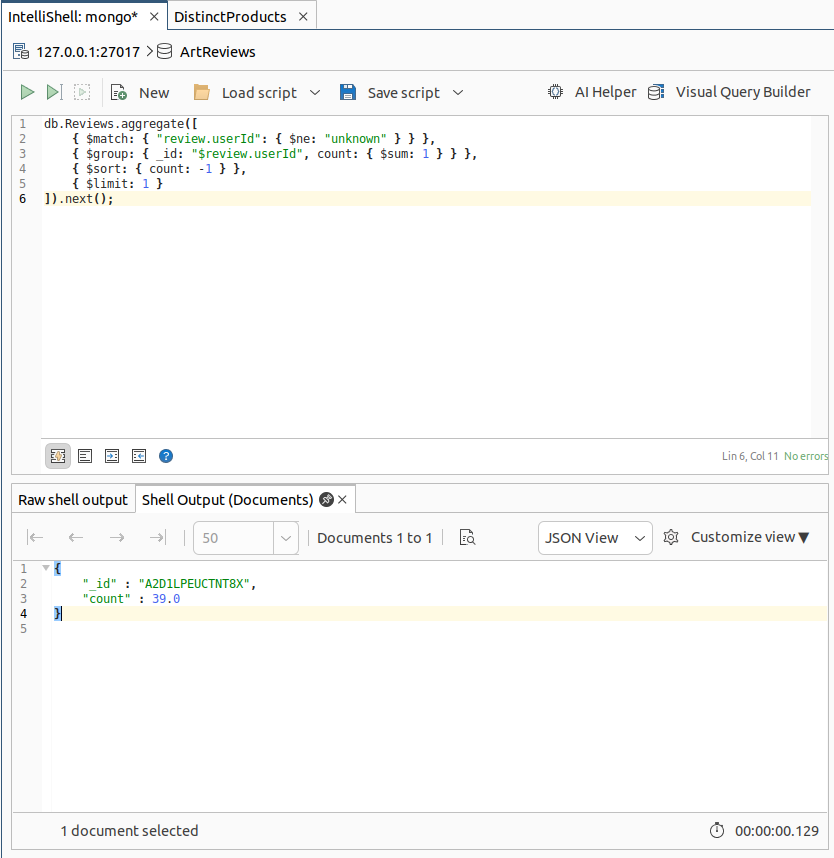 IntelliShell: mongo* × DistinctProducts ×
127.0.0.1:27017 > ArtReviews
New Load script Save script AI Helper Visual Query Builder
1 db.Reviews.aggregate([
2     { $match: { "review.userId": { $ne: "unknown" } } },
3     { $group: { _id: "$review.userId", count: { $sum: 1 } } },
4     { $sort: { count: -1 } },
5     { $limit: 1 }
6 ]).next();
? Lin 6, Col 11 No errors
Raw shell output Shell Output (Documents) ×
50 Documents 1 to 1 JSON View Customize view ▼
1 {
2     "_id" : "A2D1LPEUCTNT8X",
3     "count" : 39.0
4 }
5
1 document selected 00:00:00.129